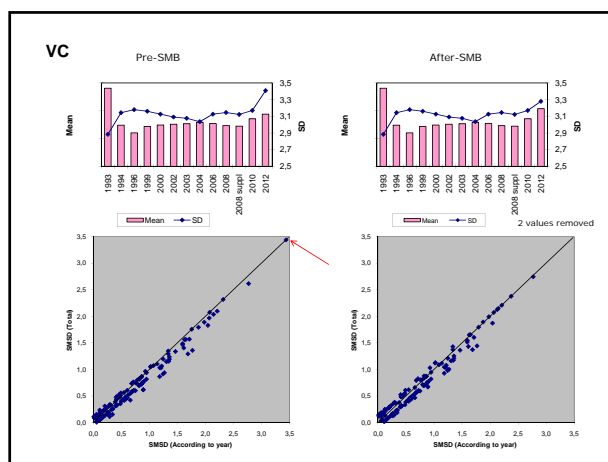 VC
Pre-SMB
After-SMB
Mean
3,5
3,3
3,1
2,9
2,7
2,5
SD
1993
1994
1996
1999
2000
2002
2003
2004
2006
2008
2008 suppl
2010
2012
Mean
SD
Mean
3,5
3,3
3,1
2,9
2,7
2,5
SD
1993
1994
1996
1999
2000
2002
2003
2004
2006
2008
2008 suppl
2010
2012
Mean
SD
2 values removed
SMSD (Total)
3,5
3,0
2,5
2,0
1,5
1,0
0,5
0,0
0,0 0,5 1,0 1,5 2,0 2,5 3,0 3,5
SMSD (According to year)
SMSD (Total)
3,5
3,0
2,5
2,0
1,5
1,0
0,5
0,0
0,0 0,5 1,0 1,5 2,0 2,5 3,0 3,5
SMSD (According to year)